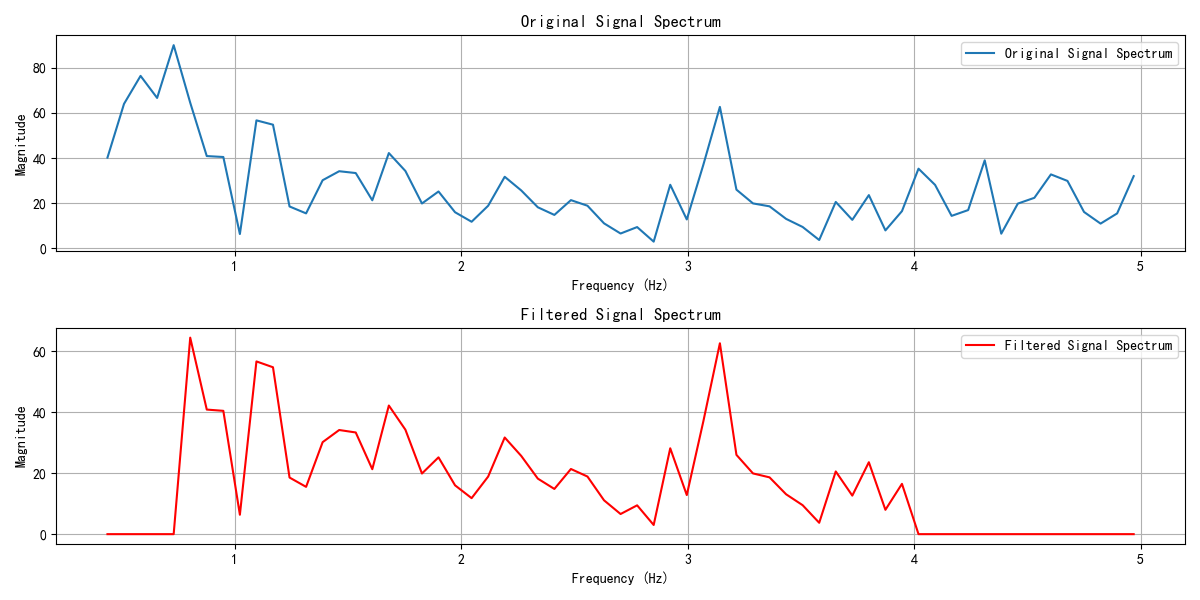 Original Signal Spectrum
Original Signal Spectrum
Magnitude
80
60
40
20
0
1 2 3 4 5
Frequency (Hz)
Filtered Signal Spectrum
Filtered Signal Spectrum
Magnitude
60
40
20
0
1 2 3 4 5
Frequency (Hz)